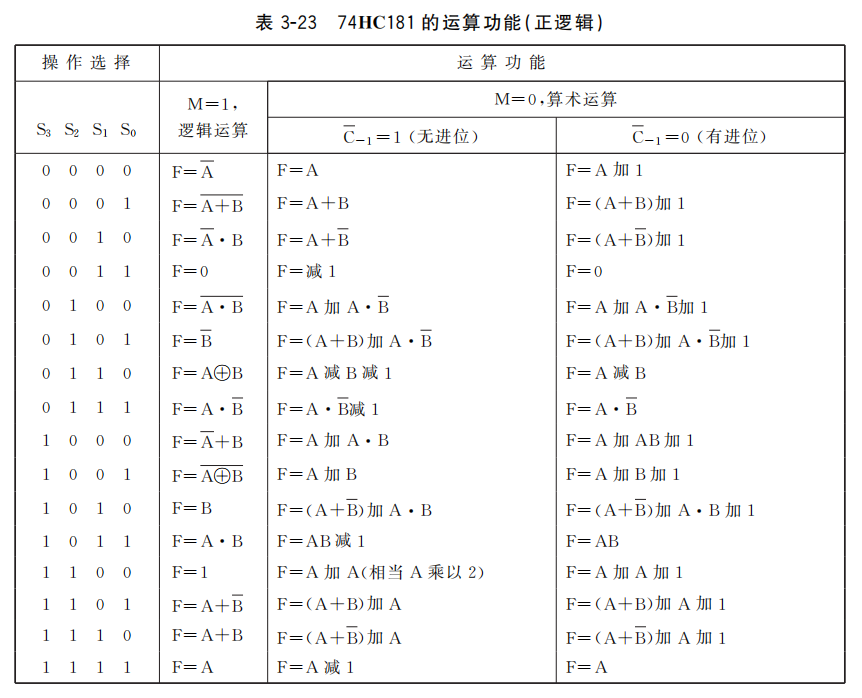 表 3-23 74HC181 的运算功能(正逻辑)
操 作 选 择 运 算 功 能
M=1, M=0,算术运算
S₃ S₂ S₁ S₀ 逻辑运算 C̅₋₁=1 (无进位) C̅₋₁=0 (有进位)
0 0 0 0 F=A̅ F=A F=A 加 1
0 0 0 1 F=A̅+̅B̅ F=A+B F=(A+B)加 1
0 0 1 0 F=A̅·B F=A+B̅ F=(A+B̅)加 1
0 0 1 1 F=0 F=减 1 F=0
0 1 0 0 F=A̅·̅B̅ F=A 加 A·B̅ F=A 加 A·B̅加 1
0 1 0 1 F=B̅ F=(A+B)加 A·B̅ F=(A+B)加 A·B̅加 1
0 1 1 0 F=A⊕B F=A 减 B 减 1 F=A 减 B
0 1 1 1 F=A·B̅ F=A·B̅减 1 F=A·B̅
1 0 0 0 F=A̅+B F=A 加 A·B F=A 加 AB 加 1
1 0 0 1 F=A̅⊕̅B̅ F=A 加 B F=A 加 B 加 1
1 0 1 0 F=B F=(A+B̅)加 A·B F=(A+B̅)加 A·B 加 1
1 0 1 1 F=A·B F=AB 减 1 F=AB
1 1 0 0 F=1 F=A 加 A(相当 A 乘以 2) F=A 加 A 加 1
1 1 0 1 F=A+B̅ F=(A+B)加 A F=(A+B)加 A 加 1
1 1 1 0 F=A+B F=(A+B̅)加 A F=(A+B̅)加 A 加 1
1 1 1 1 F=A F=A 减 1 F=A